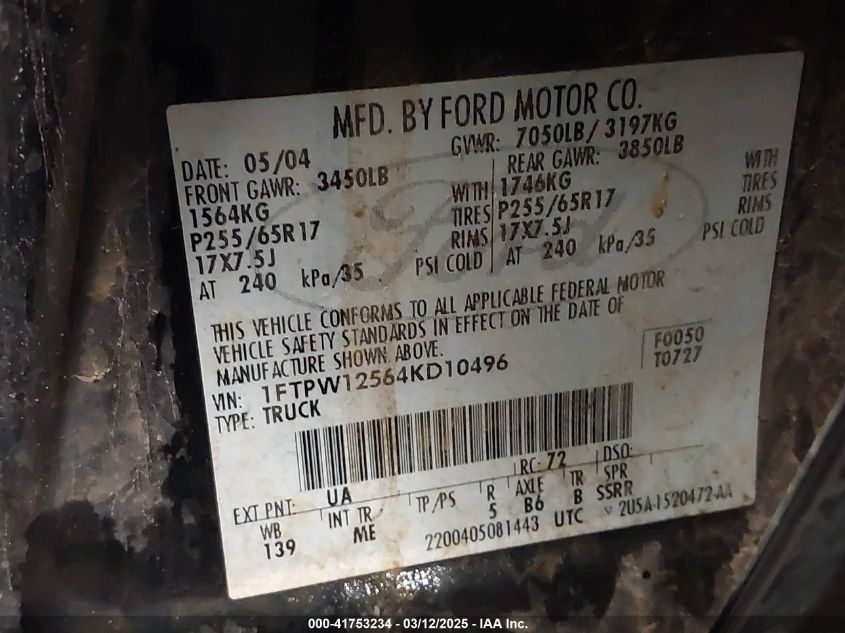 MFD. BY FORD MOTOR CO.
DATE: 05/04 GVWR: 7050LB/ 3197KG
FRONT GAWR: 3450LB REAR GAWR: 3850LB
1564KG WITH 1746KG WITH
P255/65R17 TIRES P255/65R17 TIRES
17X7.5J RIMS 17X7.5J RIMS
AT 240 kPa/35 PSI COLD AT 240 kPa/35 PSI COLD
THIS VEHICLE CONFORMS TO ALL APPLICABLE FEDERAL MOTOR
VEHICLE SAFETY STANDARDS IN EFFECT ON THE DATE OF
MANUFACTURE SHOWN ABOVE.
VIN: 1FTPW12564KD10496 F0050
TYPE: TRUCK T0727
EXT PNT: UA RC: 72 DSO:
WB INT TR TP/PS R AXLE TR SPR
139 ME 5 B6 B SSRR
2200405081443 UTC 2U5A-1520472-AA
Ford
000-41753234 - 03/12/2025 - IAA Inc.